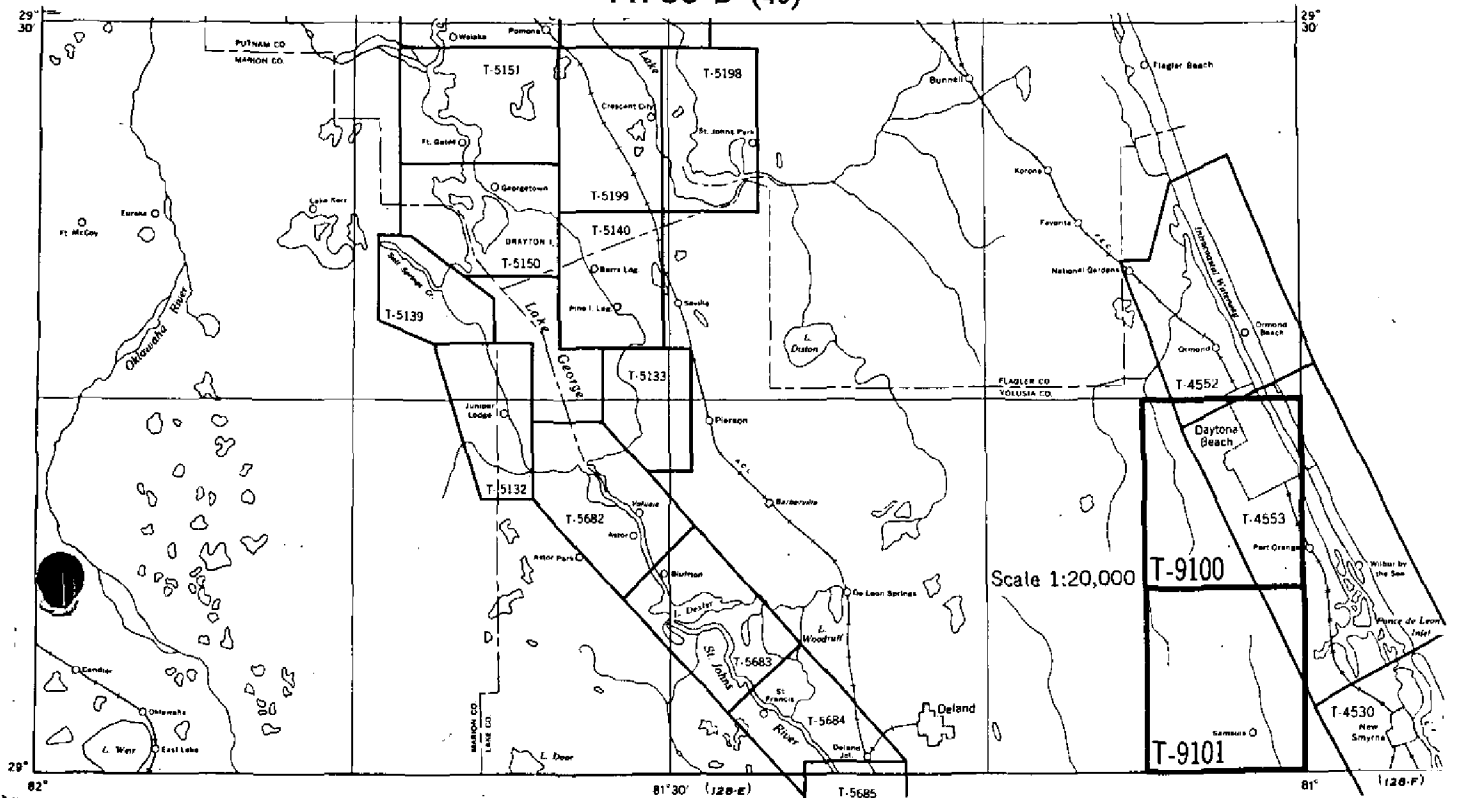 29°
30'
29°
30'
PUTNAM CO.
MARION CO.
Welaka
Pomona
T-5151
Lake
T-5198
Crescent City
St. Johns Park
Ft. Gates
Bunnell
Flagler Beach
Georgetown
T-5199
Korona
Lake Kerr
Eureka
Ft. McCoy
DRAYTON I.
T-5150
T-5140
Favorita
F.E.C.
Salt Springs Cr.
Barrs Lag.
National Gardens
Intracoastal Waterway
T-5139
Pine I. Lag.
Seville
Oklawaha River
Lake George
L. Diston
Ormond Beach
Ormond
T-5133
FLAGLER CO.
VOLUSIA CO.
T-4552
Juniper Lodge
Pierson
Daytona Beach
A.C.L.
T-5132
Barberville
T-5682
Volusia
Astor
T-4553
Astor Park
Port Orange
Bluffton
Scale 1:20,000
T-9100
Wilbur by the Sea
De Leon Springs
L. Dexter
L. Woodruff
Ponce de Leon Inlet
Candler
St. Johns River
T-5683
St. Francis
T-5684
Deland
T-4530
Oklawaha
New Smyrna
L. Weir
East Lake
MARION CO.
LAKE CO.
L. Dorr
Deland Jct.
Samsula
T-9101
29°
82°
81°30'
(128-E)
T-5685
81°
(128-F)